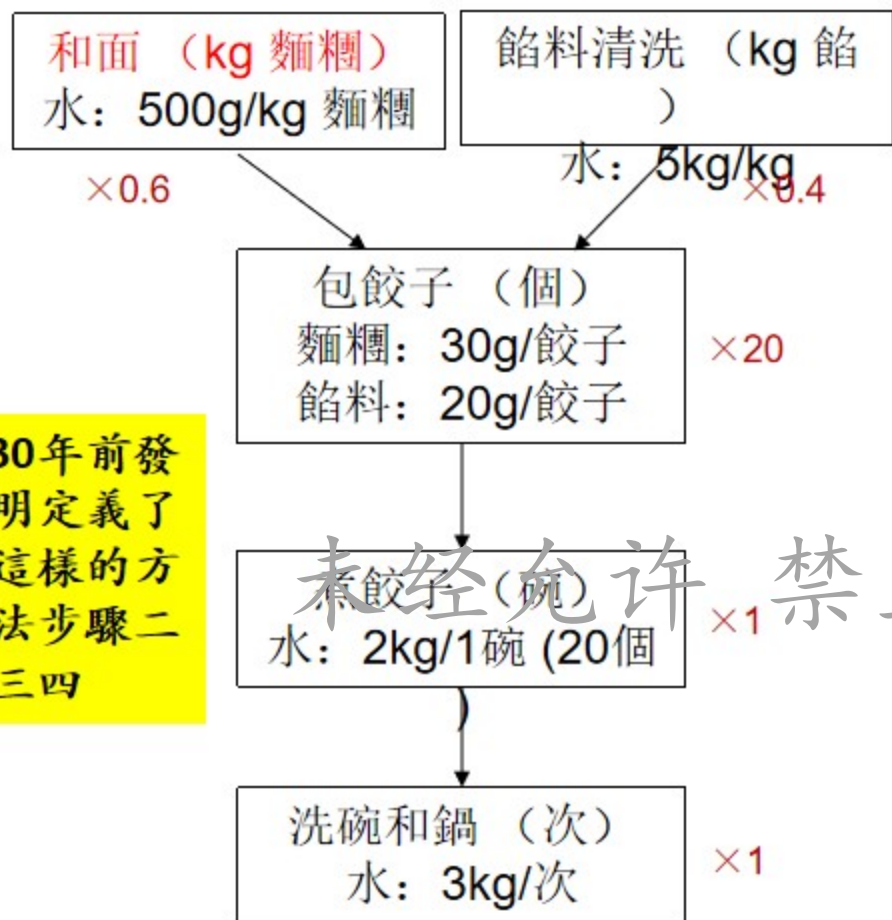 和面 （kg 麵糰）
水：500g/kg 麵糰
餡料清洗 （kg 餡
）
水：5kg/kg
×0.6
×0.4
包餃子 （個）
麵糰：30g/餃子
餡料：20g/餃子
×20
30年前發
明定義了
這樣的方
法步驟二
三四
煮餃子 （碗）
水：2kg/1碗 (20個
)
×1
未经允许 禁
洗碗和鍋 （次）
水：3kg/次
×1